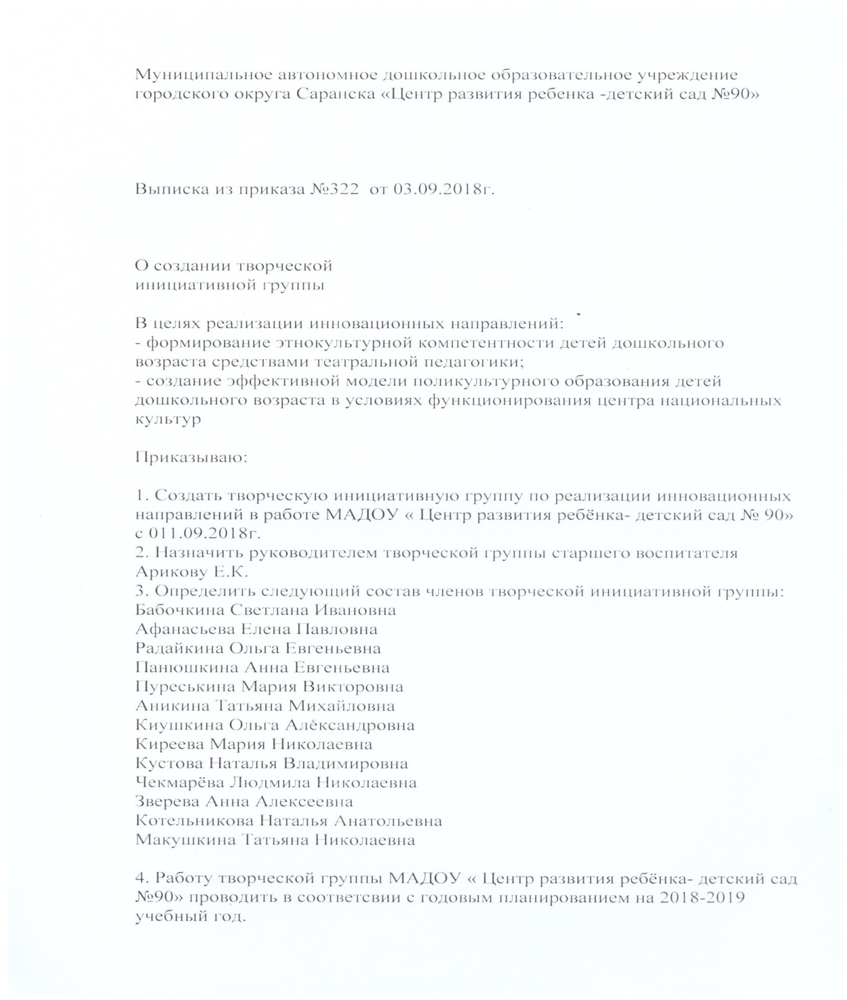 Муниципальное автономное дошкольное образовательное учреждение
городского округа Саранска «Центр развития ребенка -детский сад №90»
Выписка из приказа №322 от 03.09.2018г.
О создании творческой
инициативной группы
В целях реализации инновационных направлений:
- формирование этнокультурной компетентности детей дошкольного
возраста средствами театральной педагогики;
- создание эффективной модели поликультурного образования детей
дошкольного возраста в условиях функционирования центра национальных
культур
Приказываю:
1. Создать творческую инициативную группу по реализации инновационных
направлений в работе МАДОУ « Центр развития ребёнка- детский сад № 90»
с 011.09.2018г.
2. Назначить руководителем творческой группы старшего воспитателя
Арикову Е.К.
3. Определить следующий состав членов творческой инициативной группы:
Бабочкина Светлана Ивановна
Афанасьева Елена Павловна
Радайкина Ольга Евгеньевна
Панюшкина Анна Евгеньевна
Пуреськина Мария Викторовна
Аникина Татьяна Михайловна
Киушкина Ольга Александровна
Киреева Мария Николаевна
Кустова Наталья Владимировна
Чекмарёва Людмила Николаевна
Зверева Анна Алексеевна
Котельникова Наталья Анатольевна
Макушкина Татьяна Николаевна
4. Работу творческой группы МАДОУ « Центр развития ребёнка- детский сад
№90» проводить в соответсвии с годовым планированием на 2018-2019
учебный год.